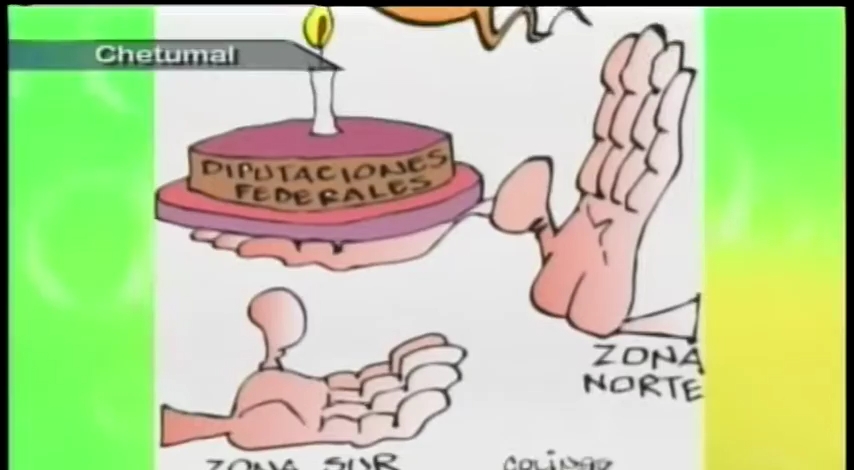 Chetumal
DIPUTACIONES
FEDERALES
ZONA
NORTE
ZONA SUR